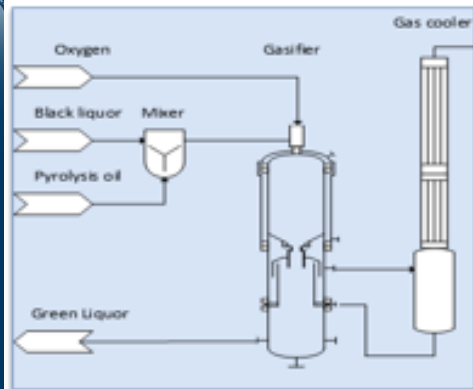 Gas cooler
Oxygen
Gasifier
Black liquor
Mixer
Pyrolysis oil
Green Liquor